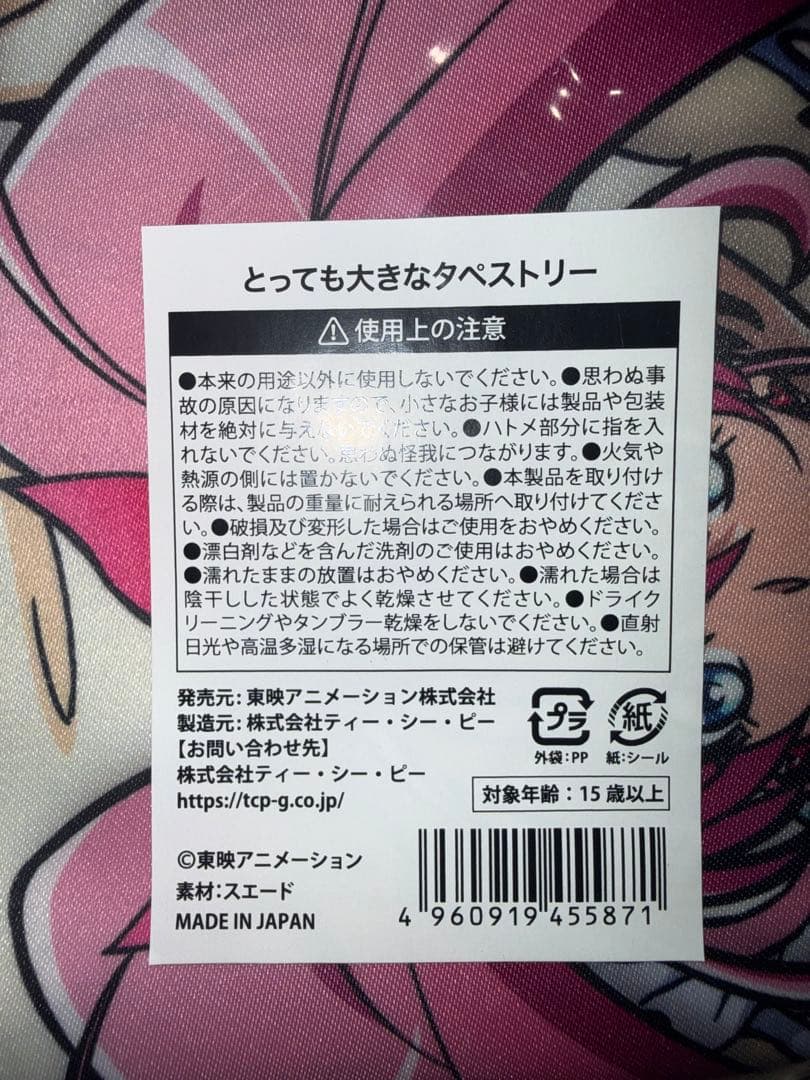 とっても大きなタペストリー
⚠使用上の注意
●本来の用途以外に使用しないでください。●思わぬ事
故の原因になりますので、小さなお子様には製品や包装
材を絶対に与えないでください。●ハトメ部分に指を入
れないでください。思わぬ怪我につながります。●火気や
熱源の側には置かないでください。●本製品を取り付け
る際は、製品の重量に耐えられる場所へ取り付けてくださ
い。●破損及び変形した場合はご使用をおやめください。
●漂白剤などを含んだ洗剤のご使用はおやめください。
●濡れたままの放置はおやめください。●濡れた場合は
陰干しした状態でよく乾燥させてください。●ドライク
リーニングやタンブラー乾燥をしないでください。●直射
日光や高温多湿になる場所での保管は避けてください。
発売元:東映アニメーション株式会社
製造元:株式会社ティー・シー・ピー
【お問い合わせ先】
株式会社ティー・シー・ピー
https://tcp-g.co.jp/
プラ
外袋:PP
紙
紙:シール
対象年齢:15歳以上
©東映アニメーション
素材:スエード
MADE IN JAPAN
4 960919 455871